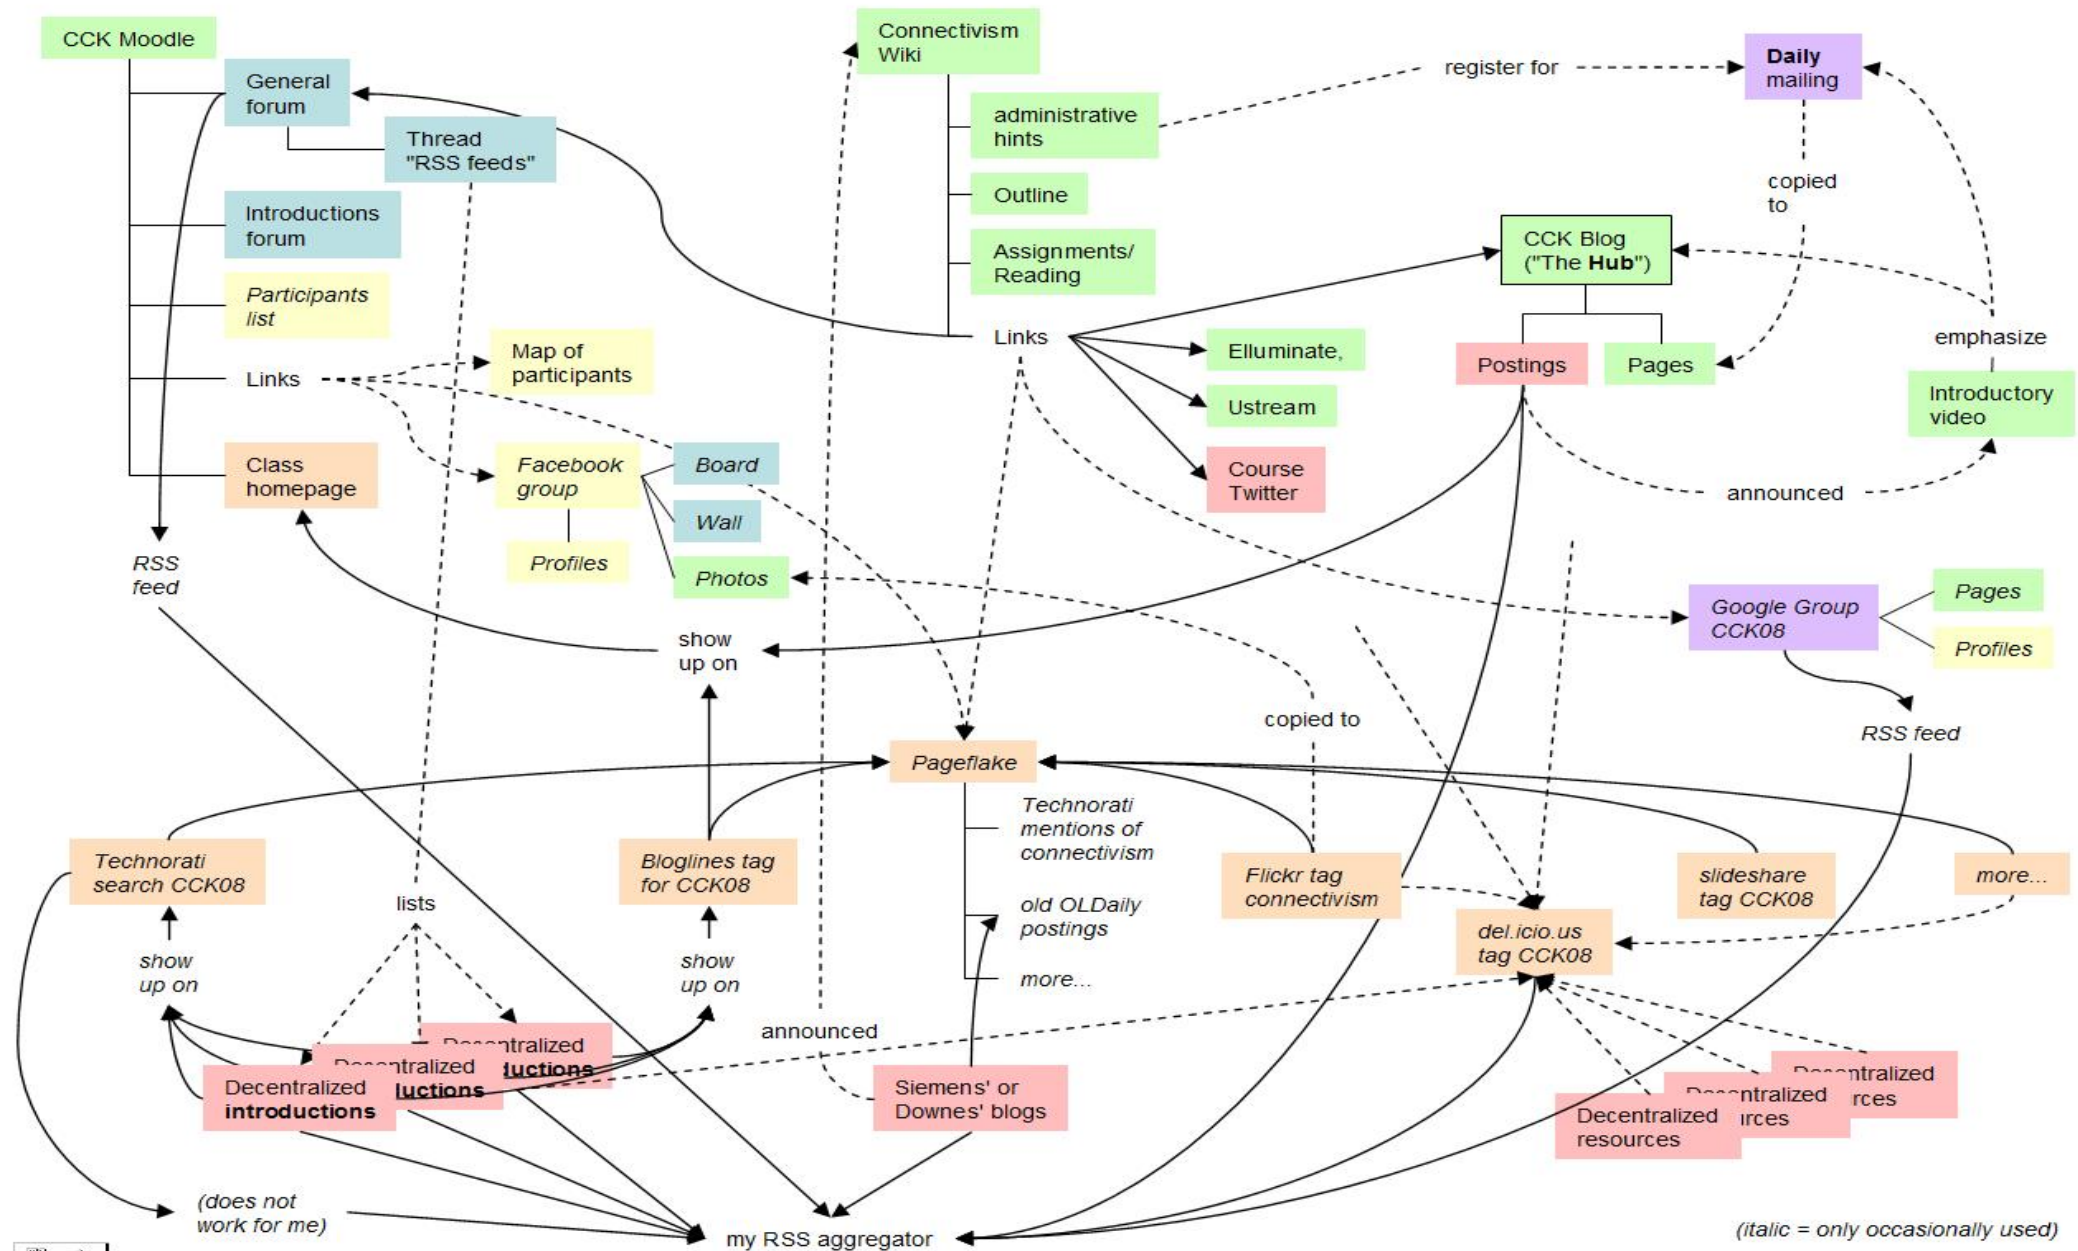 CCK Moodle
General
forum
Thread
"RSS feeds"
Introductions
forum
Participants
list
Links
Map of
participants
Class
homepage
Facebook
group
Profiles
Board
Wall
Photos
RSS
feed
show
up on
Connectivism
Wiki
administrative
hints
Outline
Assignments/
Reading
Links
register for
Daily
mailing
copied
to
CCK Blog
("The Hub")
Postings
Pages
Elluminate,
Ustream
Course
Twitter
emphasize
Introductory
video
announced
Google Group
CCK08
Pages
Profiles
RSS feed
copied to
Pageflake
Technorati
mentions of
connectivism
old OLDaily
postings
more...
Technorati
search CCK08
show
up on
lists
Bloglines tag
for CCK08
show
up on
Flickr tag
connectivism
del.icio.us
tag CCK08
slideshare
tag CCK08
more...
announced
Decentralized
introductions
Siemens' or
Downes' blogs
Decentralized
resources
(does not
work for me)
my RSS aggregator
(italic = only occasionally used)